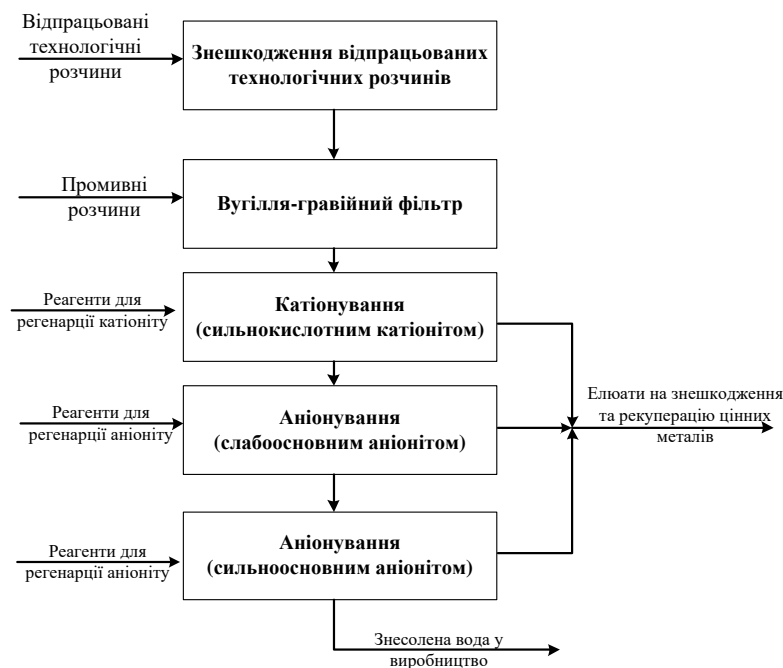 Відпрацьовані
технологічні
розчини
Знешкодження відпрацьованих
технологічних розчинів
Промивні
розчини
Вугілля-гравійний фільтр
Реагенти для
регенарції катіоніту
Катіонування
(сильнокислотним катіонітом)
Реагенти для
регенарції аніоніту
Аніонування
(слабоосновним аніонітом)
Елюати на знешкодження
та рекуперацію цінних
металів
Реагенти для
регенарції аніоніту
Аніонування
(сильноосновним аніонітом)
Знесолена вода у
виробництво